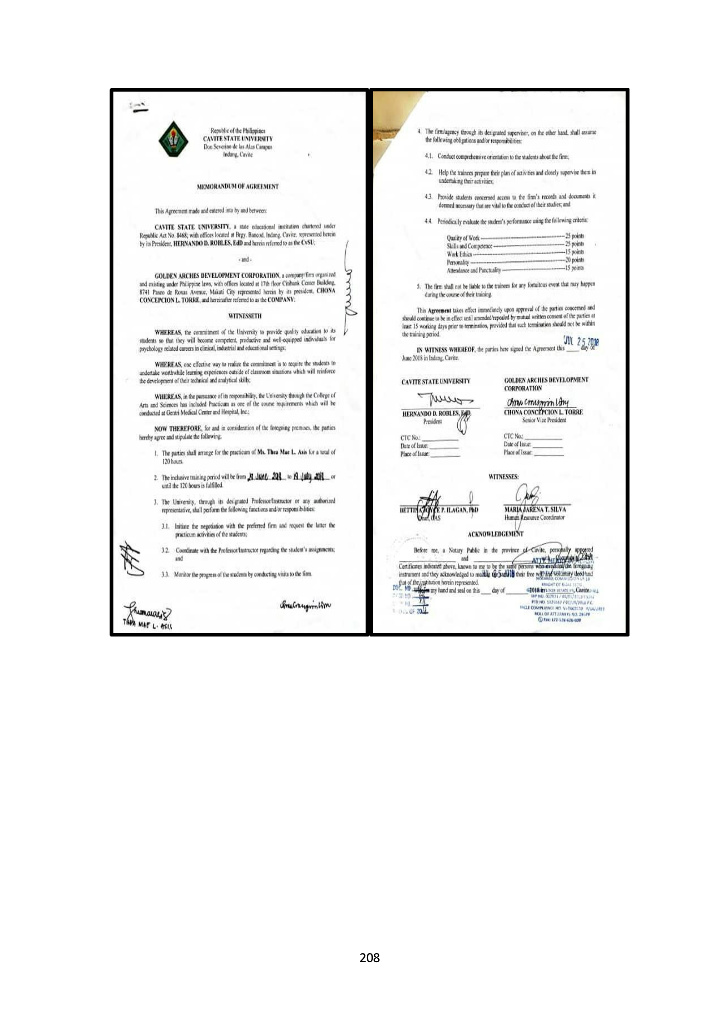 Republic of the Philippines
CAVITE STATE UNIVERSITY
Don Severino de las Alas Campus
Indang, Cavite
MEMORANDUM OF AGREEMENT
This Agreement made and entered into by and between:
CAVITE STATE UNIVERSITY, a state educational institution chartered under
Republic Act No. 8468; with offices located at Brgy. Bancod, Indang, Cavite, represented herein
by its President, HERNANDO D. ROBLES, EdD and herein referred to as the CvSU;
- and -
GOLDEN ARCHES DEVELOPMENT CORPORATION, a company/firm organized
and existing under Philippine laws, with offices located at 17th floor Citibank Center Building,
8741 Paseo de Roxas Avenue, Makati City represented herein by its president, CHONA
CONCEPCION L. TORRE, and hereinafter referred to as the COMPANY;
WITNESSETH
WHEREAS, the commitment of the University to provide quality education to its
students so that they will become competent, productive and well-equipped individuals for
psychology related careers in clinical, industrial and educational settings;
WHEREAS, one effective way to realize the commitment is to require the students to
undertake worthwhile learning experiences outside of classroom situations which will reinforce
the development of their technical and analytical skills;
WHEREAS, in the pursuance of its responsibility, the University through the College of
Arts and Sciences has included Practicum as one of the course requirements which will be
conducted at Gentri Medical Center and Hospital, Inc.;
NOW THEREFORE, for and in consideration of the foregoing premises, the parties
hereby agree and stipulate the following:
1. The parties shall arrange for the practicum of Ms. Thea Mae L. Asis for a total of
120 hours.
2. The inclusive training period will be from June 2018 to 19 July 2018 or
until the 120 hours is fulfilled.
3. The University, through its designated Professor/Instructor or any authorized
representative, shall perform the following functions and/or responsibilities:
3.1. Initiate the negotiation with the preferred firm and request the latter the
practicum activities of the students;
3.2. Coordinate with the Professor/Instructor regarding the student's assignments;
and
3.3. Monitor the progress of the students by conducting visits to the firm.
THEA MAE L. ASIS
4. The firm/agency through its designated supervisor, on the other hand, shall assume
the following obligations and/or responsibilities:
4.1. Conduct comprehensive orientation to the students about the firm;
4.2. Help the trainees prepare their plan of activities and closely supervise them in
undertaking their activities;
4.3. Provide students concerned access to the firm's records and documents it
deemed necessary that are vital to the conduct of their studies; and
4.4. Periodically evaluate the student's performance using the following criteria:
Quality of Work ---- 25 points
Skills and Competence ---- 25 points
Work Ethics ---- 15 points
Personality ---- 20 points
Attendance and Punctuality ---- 15 points
5. The firm shall not be liable to the trainees for any fortuitous event that may happen
during the course of their training.
This Agreement takes effect immediately upon approval of the parties concerned and
should continue to be in effect until amended/repealed by mutual written consent of the parties at
least 15 working days prior to termination, provided that such termination should not be within
the training period.
IN WITNESS WHEREOF, the parties here signed the Agreement this ____ day of
June 2018 in Indang, Cavite.
CAVITE STATE UNIVERSITY
HERNANDO D. ROBLES, EdD
President
CTC No.: ____
Date of Issue: ____
Place of Issue: ____
GOLDEN ARCHES DEVELOPMENT
CORPORATION
CHONA CONCEPCION L. TORRE
Senior Vice President
CTC No.: ____
Date of Issue: ____
Place of Issue: ____
WITNESSES:
P. ILAGAN, PhD
Dean, CAS
MARIA JARENA T. SILVA
Human Resource Coordinator
ACKNOWLEDGEMENT
Before me, a Notary Public in the province of Cavite, personally appeared
____ and ____
Certificates indicated above, known to me to be the same persons who executed the foregoing
instrument and they acknowledged to me their free will and voluntary deed and
that of the institution herein represented.
my hand and seal on this ____ day of
208